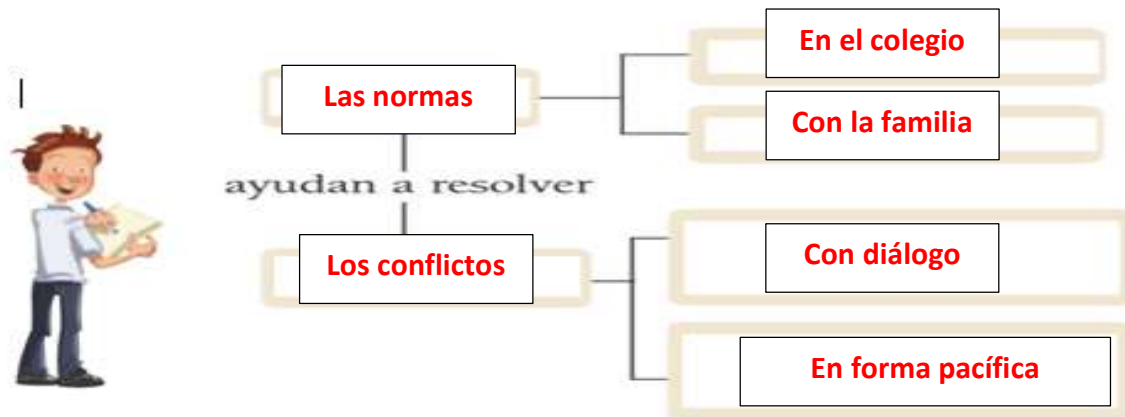 En el colegio
Las normas
Con la familia
ayudan a resolver
Los conflictos
Con diálogo
En forma pacífica